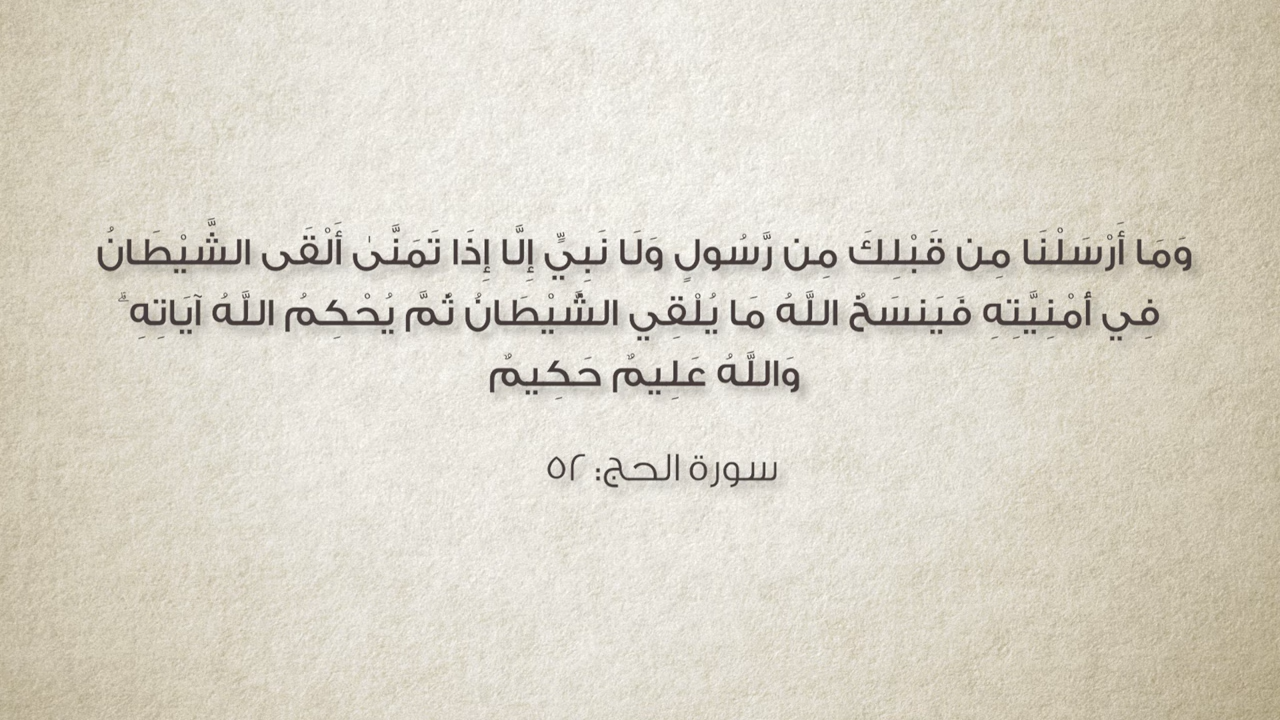 وَمَا أَرْسَلْنَا مِن قَبْلِكَ مِن رَّسُولٍ وَلَا نَبِيٍّ إِلَّا إِذَا تَمَنَّىٰ أَلْقَى الشَّيْطَانُ
فِي أُمْنِيَّتِهِ فَيَنسَخُ اللَّهُ مَا يُلْقِي الشَّيْطَانُ ثُمَّ يُحْكِمُ اللَّهُ آيَاتِهِ ۗ
وَاللَّهُ عَلِيمٌ حَكِيمٌ
سورة الحج: ٥٢